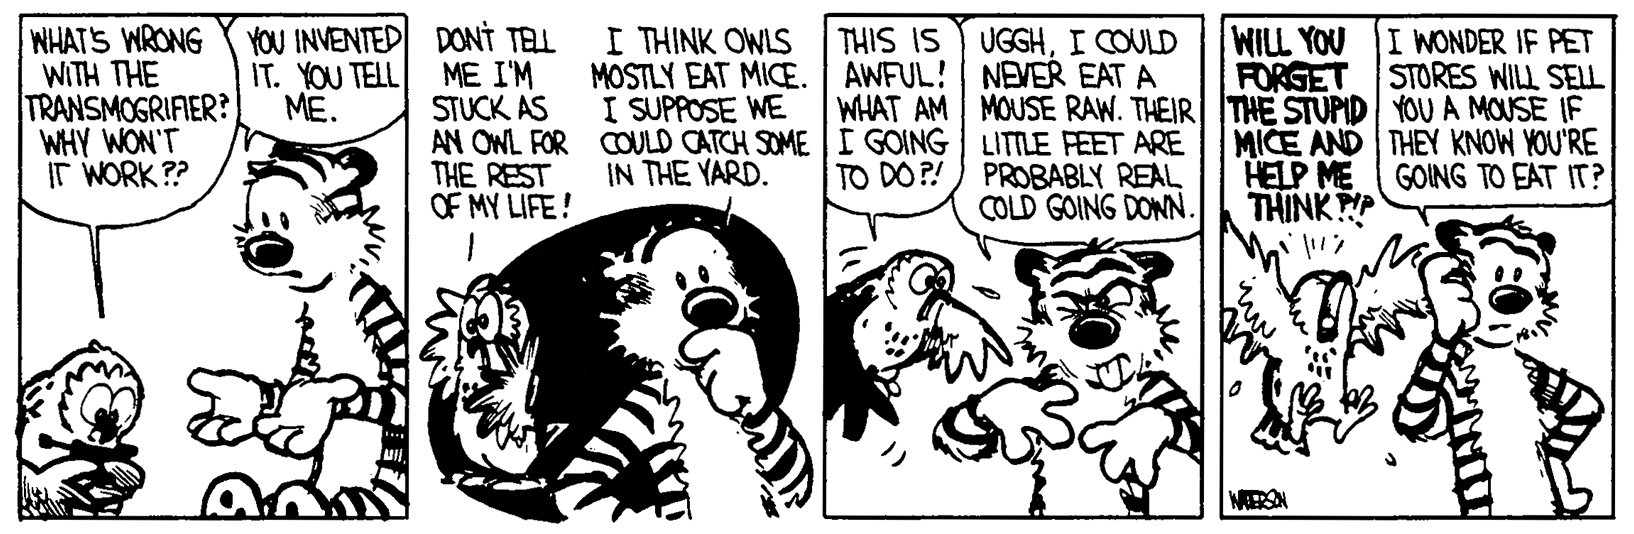 WHAT'S WRONG
WITH THE
TRANSMOGRIFIER?
WHY WON'T
IT WORK??
YOU INVENTED
IT. YOU TELL
ME.
DON'T TELL
ME I'M
STUCK AS
AN OWL FOR
THE REST
OF MY LIFE!
I THINK OWLS
MOSTLY EAT MICE.
I SUPPOSE WE
COULD CATCH SOME
IN THE YARD.
THIS IS
AWFUL!
WHAT AM
I GOING
TO DO?!
UGGH, I COULD
NEVER EAT A
MOUSE RAW. THEIR
LITTLE FEET ARE
PROBABLY REAL
COLD GOING DOWN.
WILL YOU
FORGET
THE STUPID
MICE AND
HELP ME
THINK?!?
I WONDER IF PET
STORES WILL SELL
YOU A MOUSE IF
THEY KNOW YOU'RE
GOING TO EAT IT?
WATTERSON